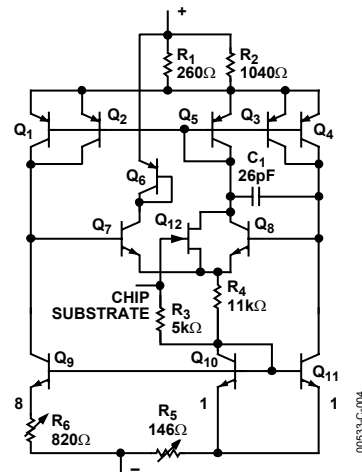 +
R1 260Ω
R2 1040Ω
Q1
Q2
Q5
Q3
Q4
C1 26pF
Q6
Q7
Q12
Q8
CHIP SUBSTRATE
R4 11kΩ
R3 5kΩ
Q9
Q10
Q11
8
1
1
R6 820Ω
R5 146Ω
–
00533-C-004